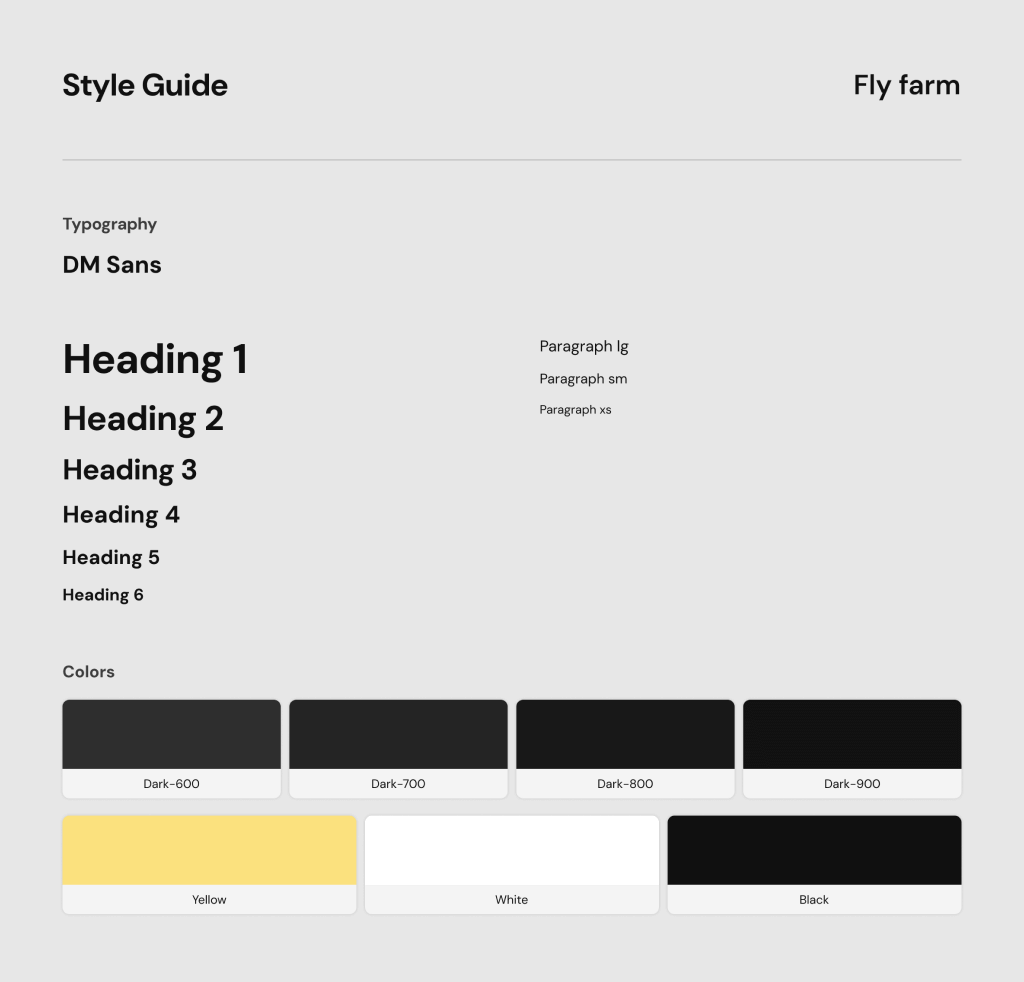 Style Guide
Fly farm
Typography
DM Sans
Heading 1
Heading 2
Heading 3
Heading 4
Heading 5
Heading 6
Paragraph lg
Paragraph sm
Paragraph xs
Colors
Dark-600
Dark-700
Dark-800
Dark-900
Yellow
White
Black